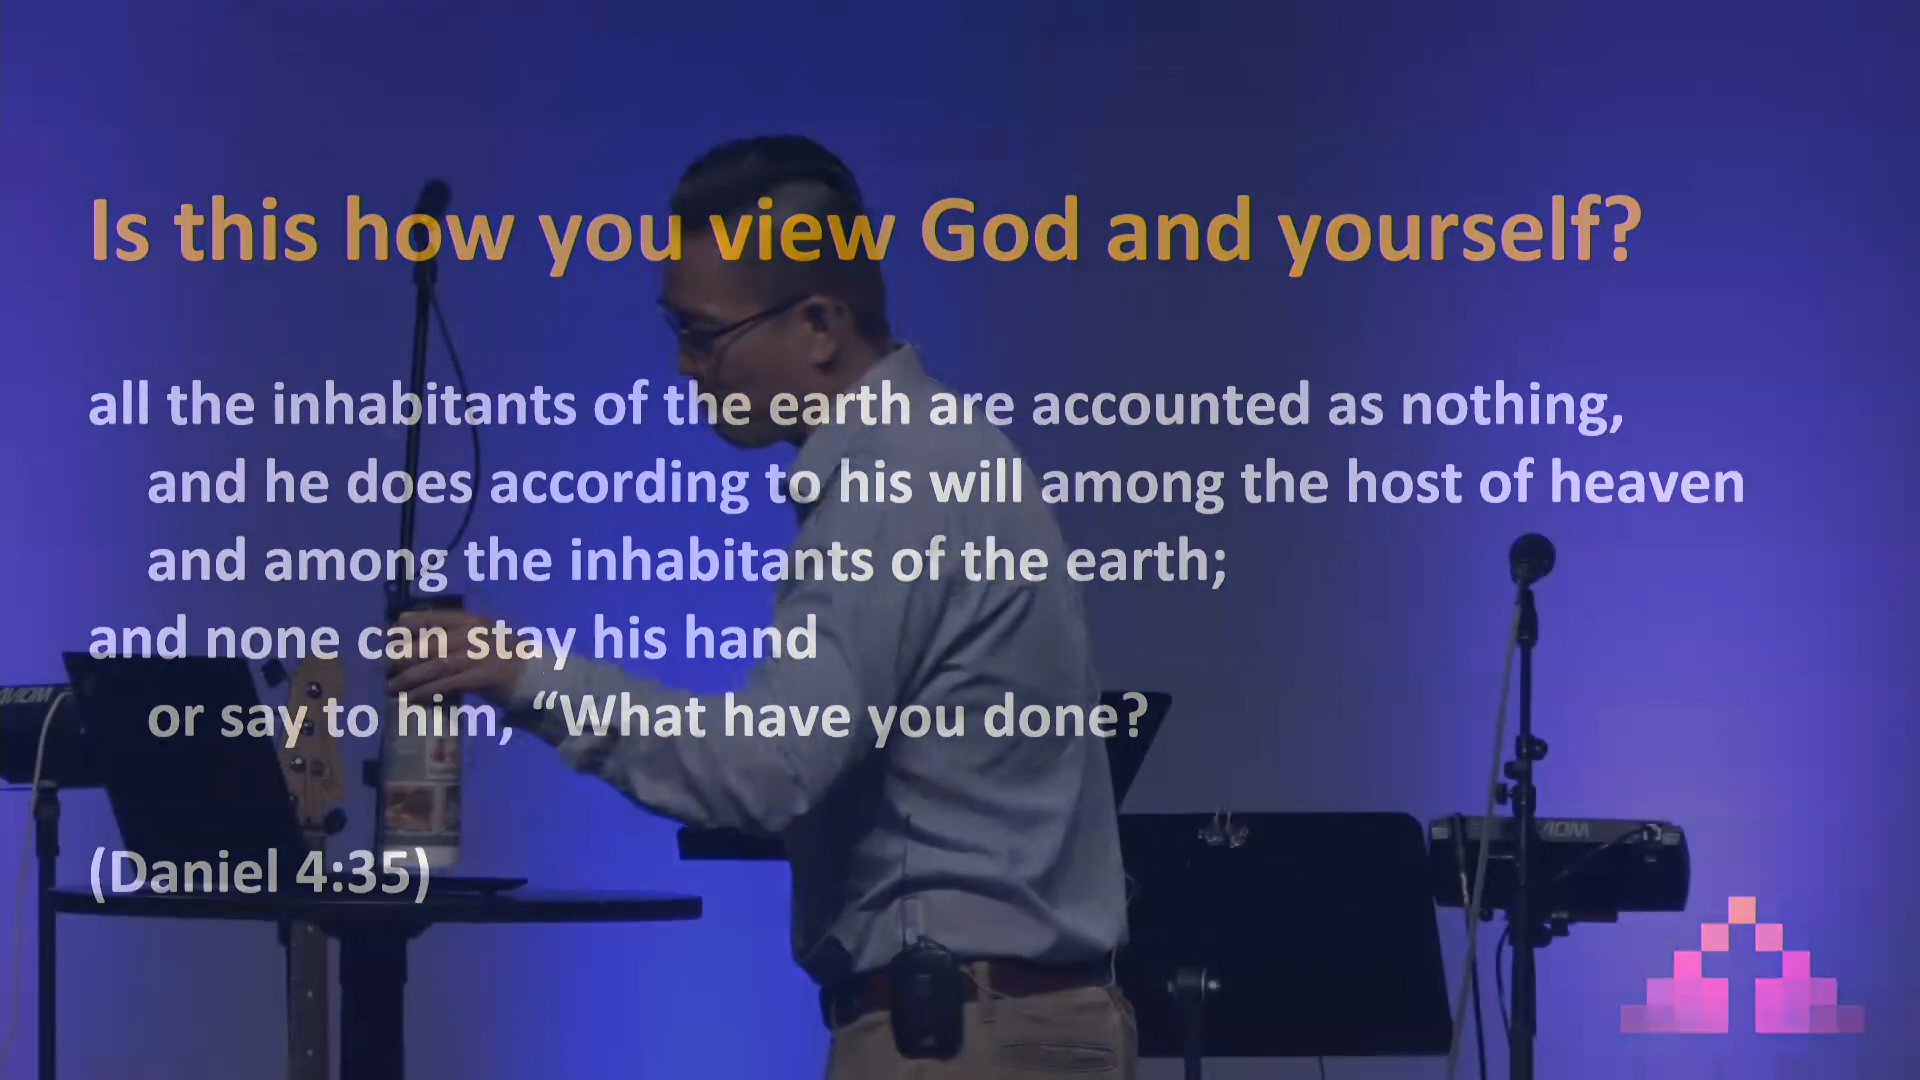 Is this how you view God and yourself?
all the inhabitants of the earth are accounted as nothing,
and he does according to his will among the host of heaven
and among the inhabitants of the earth;
and none can stay his hand
or say to him, “What have you done?
(Daniel 4:35)
AVIOM
AVIOM